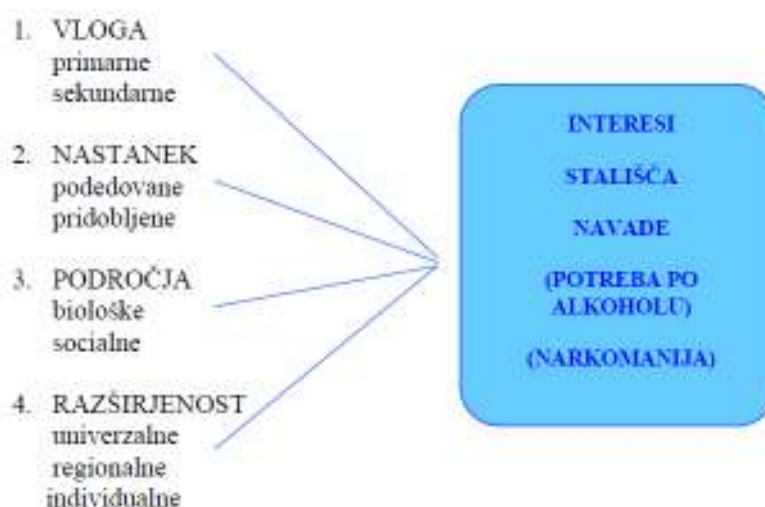 1. VLOGA
primarne
sekundarne
2. NASTANEK
podedovane
pridobljene
3. PODROČJA
biološke
socialne
4. RAZŠIRJENOST
univerzalne
regionalne
individualne
INTERESI
STALIŠČA
NAVADE
(POTREBA PO
ALKOHOLU)
(NARKOMANIJA)